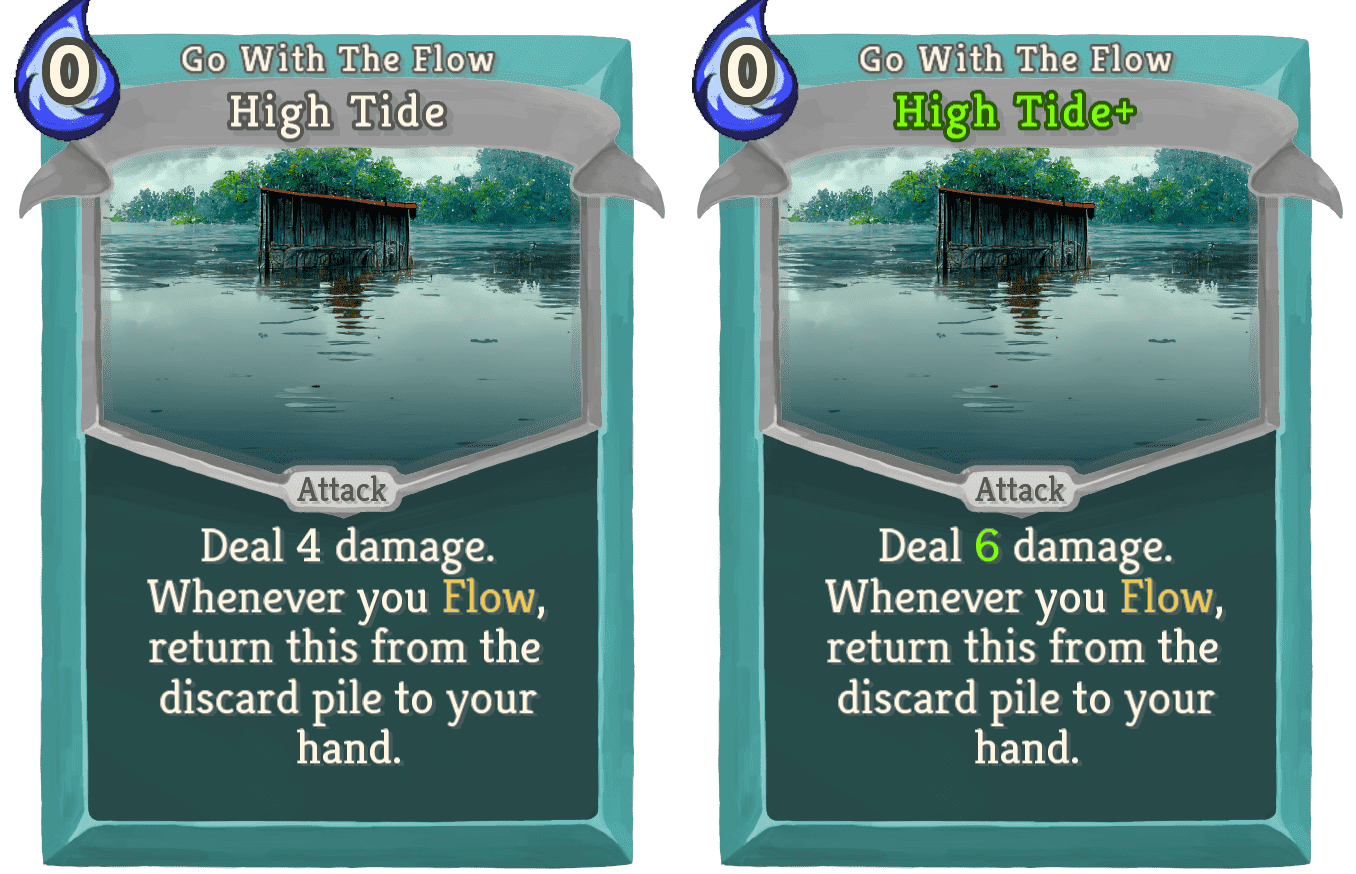 0
Go With The Flow
High Tide
Attack
Deal 4 damage.
Whenever you Flow,
return this from the
discard pile to your
hand.
0
Go With The Flow
High Tide+
Attack
Deal 6 damage.
Whenever you Flow,
return this from the
discard pile to your
hand.